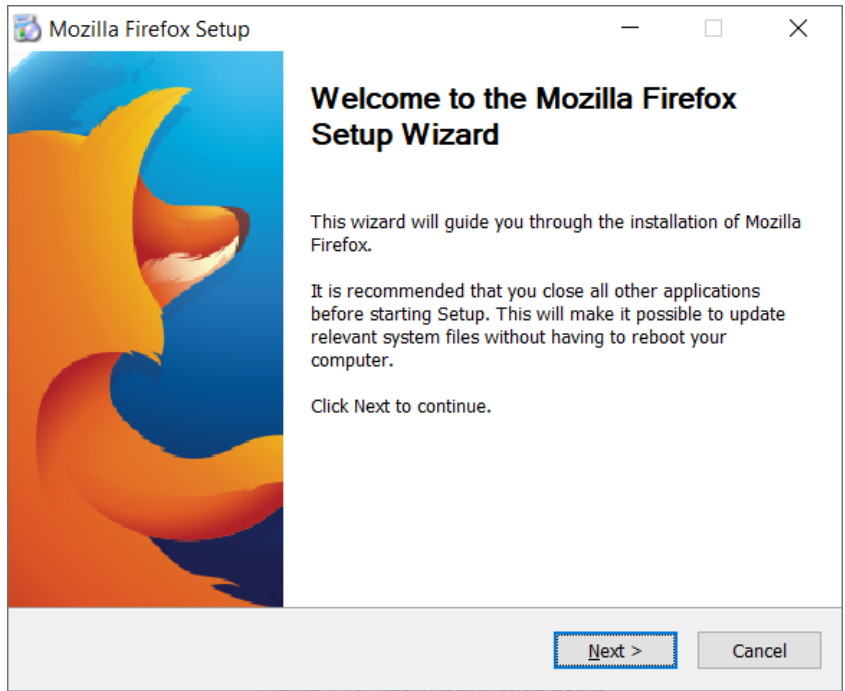 Mozilla Firefox Setup
Welcome to the Mozilla Firefox
Setup Wizard
This wizard will guide you through the installation of Mozilla
Firefox.
It is recommended that you close all other applications
before starting Setup. This will make it possible to update
relevant system files without having to reboot your
computer.
Click Next to continue.
Next >
Cancel